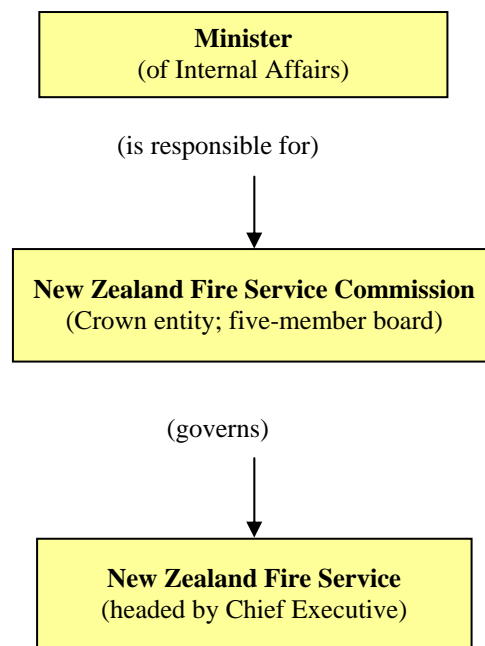 Minister
(of Internal Affairs)
(is responsible for)
New Zealand Fire Service Commission
(Crown entity; five-member board)
(governs)
New Zealand Fire Service
(headed by Chief Executive)